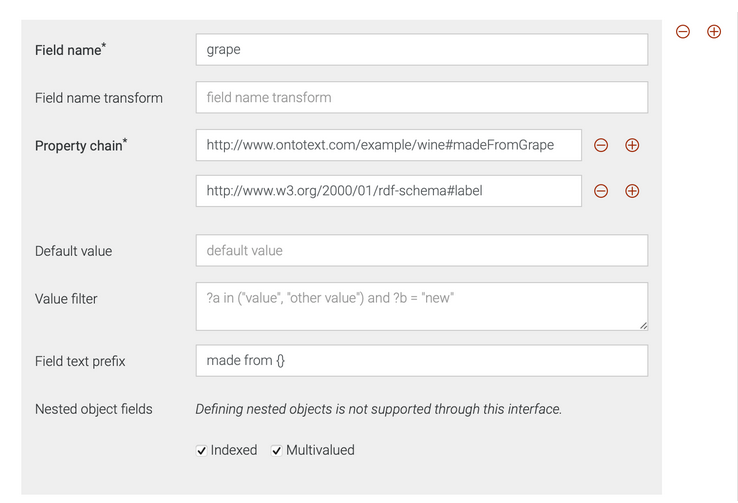 Field name* grape
Field name transform field name transform
Property chain* http://www.ontotext.com/example/wine#madeFromGrape
http://www.w3.org/2000/01/rdf-schema#label
Default value default value
Value filter ?a in ("value", "other value") and ?b = "new"
Field text prefix made from {}
Nested object fields Defining nested objects is not supported through this interface.
Indexed Multivalued